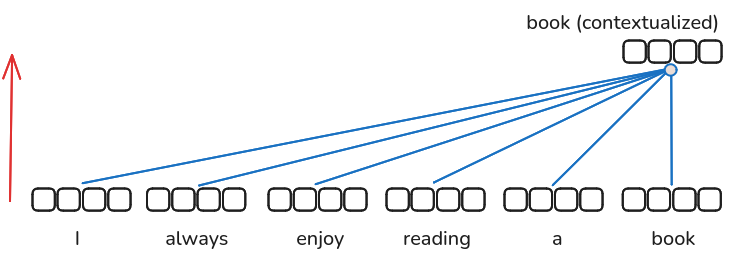 book (contextualized)
I always enjoy reading a book